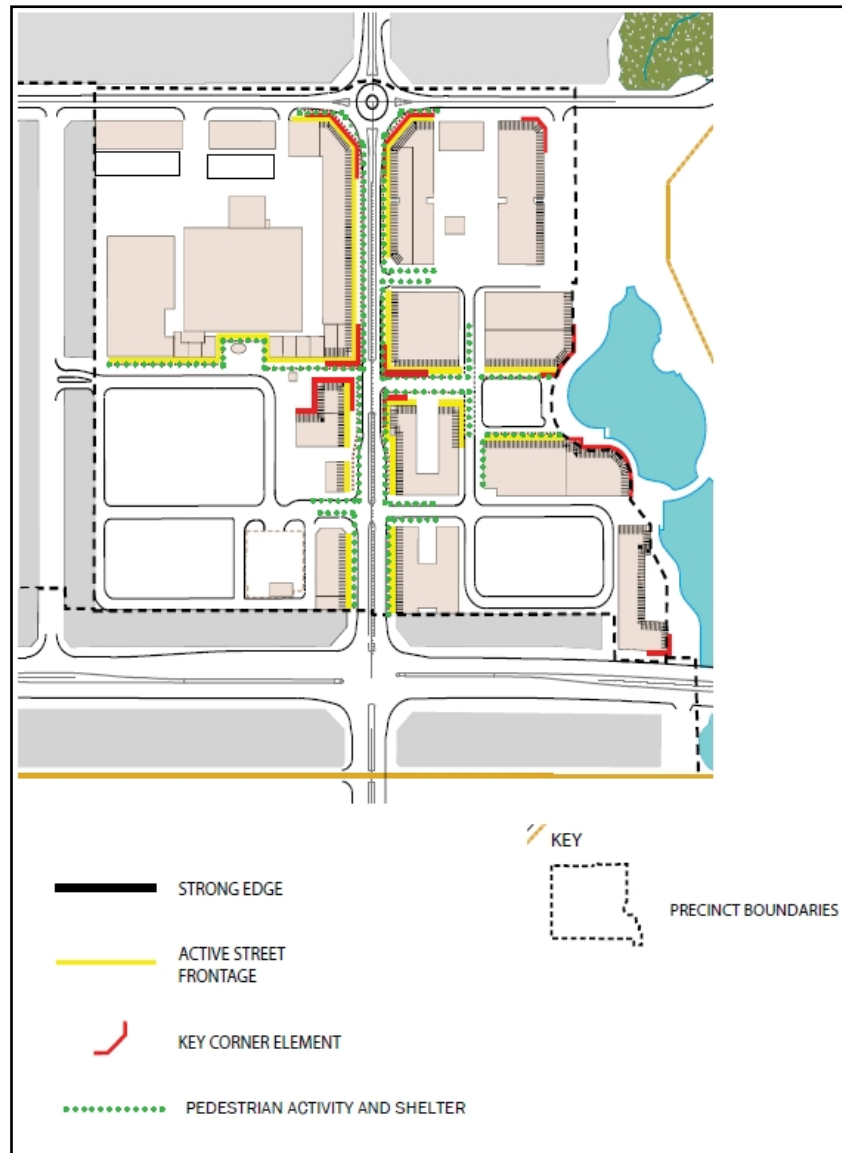 KEY
STRONG EDGE
PRECINCT BOUNDARIES
ACTIVE STREET
FRONTAGE
KEY CORNER ELEMENT
PEDESTRIAN ACTIVITY AND SHELTER